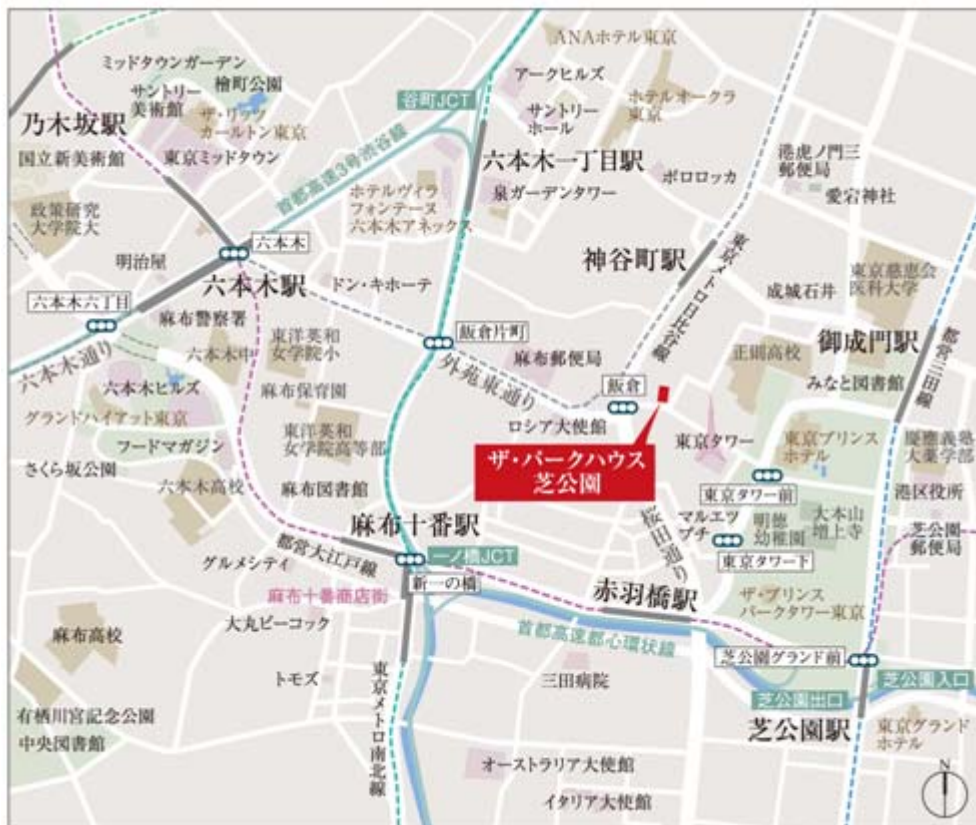 ANAホテル東京
ミッドタウンガーデン
檜町公園
サントリー
美術館
アークヒルズ
谷町JCT
ザ・リッツ
カールトン東京
サントリー
ホール
ホテルオークラ
東京
乃木坂駅
国立新美術館
東京ミッドタウン
首都高速3号渋谷線
六本木一丁目駅
泉ガーデンタワー
ボロロッカ
港虎ノ門三
郵便局
愛宕神社
ホテルヴィラ
フォンテーヌ
六本木アネックス
政策研究
大学院大
六本木
明治屋
六本木駅
ドン・キホーテ
神谷町駅
東京メトロ日比谷線
成城石井
東京慈恵会
医科大学
六本木六丁目
麻布警察署
六本木通り
六本木中
東洋英和
女学院小
飯倉片町
外苑東通り
麻布郵便局
飯倉
正則高校
御成門駅
都営三田線
みなと図書館
六本木ヒルズ
麻布保育園
グランドハイアット東京
ロシア大使館
東京タワー
東京プリンス
ホテル
慶應義塾
大薬学部
フードマガジン
東洋英和
女学院高等部
さくら坂公園
六本木高校
麻布図書館
ザ・パークハウス
芝公園
東京タワー前
港区役所
麻布十番駅
桜田通り
マルエツ
プチ
明徳
幼稚園
大本山
増上寺
芝公園
郵便局
東京タワー下
都営大江戸線
グルメシティ
一ノ橋JCT
新一の橋
麻布十番商店街
赤羽橋駅
ザ・プリンス
パークタワー東京
大丸ピーコック
首都高速都心環状線
麻布高校
芝公園グランド前
トモズ
東京メトロ南北線
三田病院
芝公園出口
芝公園入口
有栖川宮記念公園
中央図書館
芝公園駅
東京グランド
ホテル
オーストラリア大使館
イタリア大使館
N